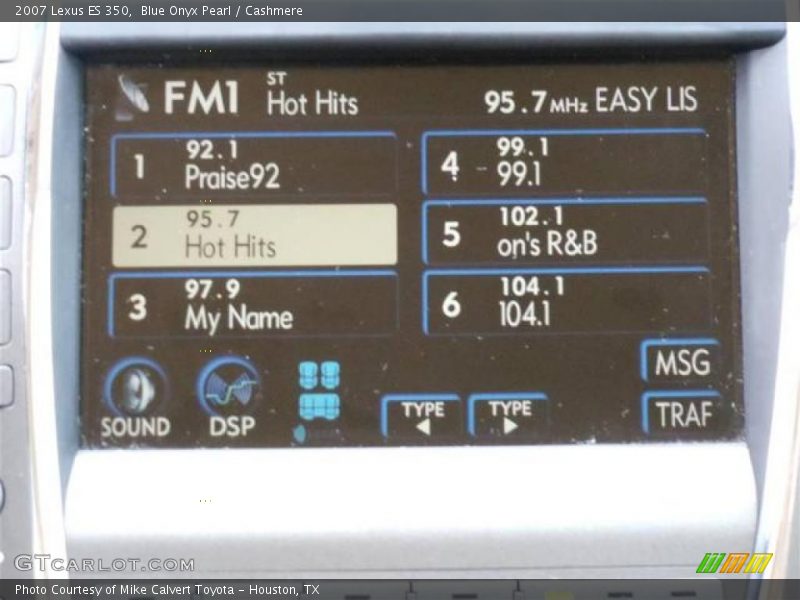 2007 Lexus ES 350, Blue Onyx Pearl / Cashmere
FM1 ST Hot Hits 95.7 MHz EASY LIS
1 92.1 Praise92
2 95.7 Hot Hits
3 97.9 My Name
4 99.1 99.1
5 102.1 on's R&B
6 104.1 104.1
SOUND DSP TYPE TYPE MSG
TRAF
GTCARLOT.COM
Photo Courtesy of Mike Calvert Toyota - Houston, TX